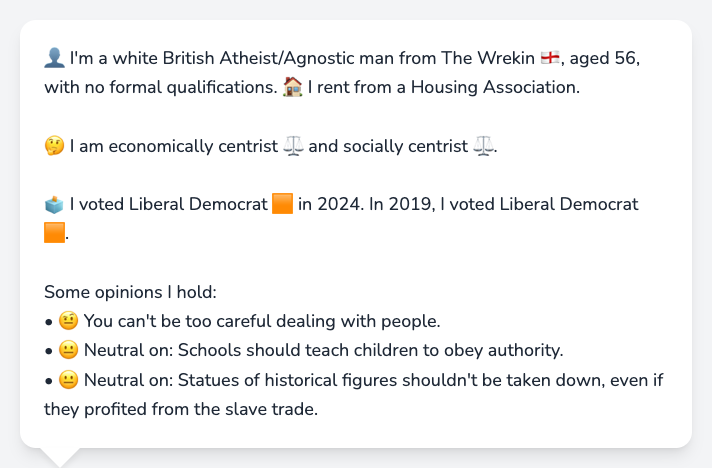 👤 I'm a white British Atheist/Agnostic man from The Wrekin 🏴󠁧󠁢󠁥󠁮󠁧󠁿, aged 56,
with no formal qualifications. 🏠 I rent from a Housing Association.
🤔 I am economically centrist ⚖️ and socially centrist ⚖️.
🗳️ I voted Liberal Democrat 🟧 in 2024. In 2019, I voted Liberal Democrat
🟧.
Some opinions I hold:
• 🤨 You can't be too careful dealing with people.
• 😐 Neutral on: Schools should teach children to obey authority.
• 😐 Neutral on: Statues of historical figures shouldn't be taken down, even if
they profited from the slave trade.